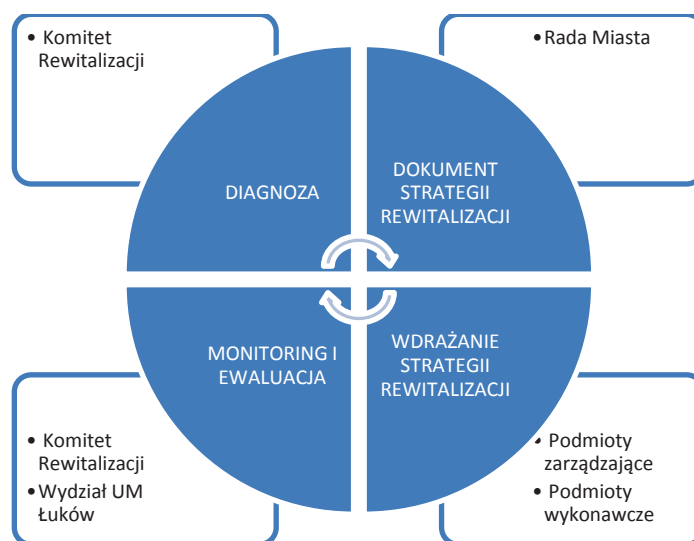 • Komitet
Rewitalizacji
•Rada Miasta
DIAGNOZA
DOKUMENT
STRATEGII
REWITALIZACJI
MONITORING I
EWALUACJA
WDRAŻANIE
STRATEGII
REWITALIZACJI
• Komitet
Rewitalizacji
•Wydział UM
Łuków
• Podmioty
zarządzające
• Podmioty
wykonawcze